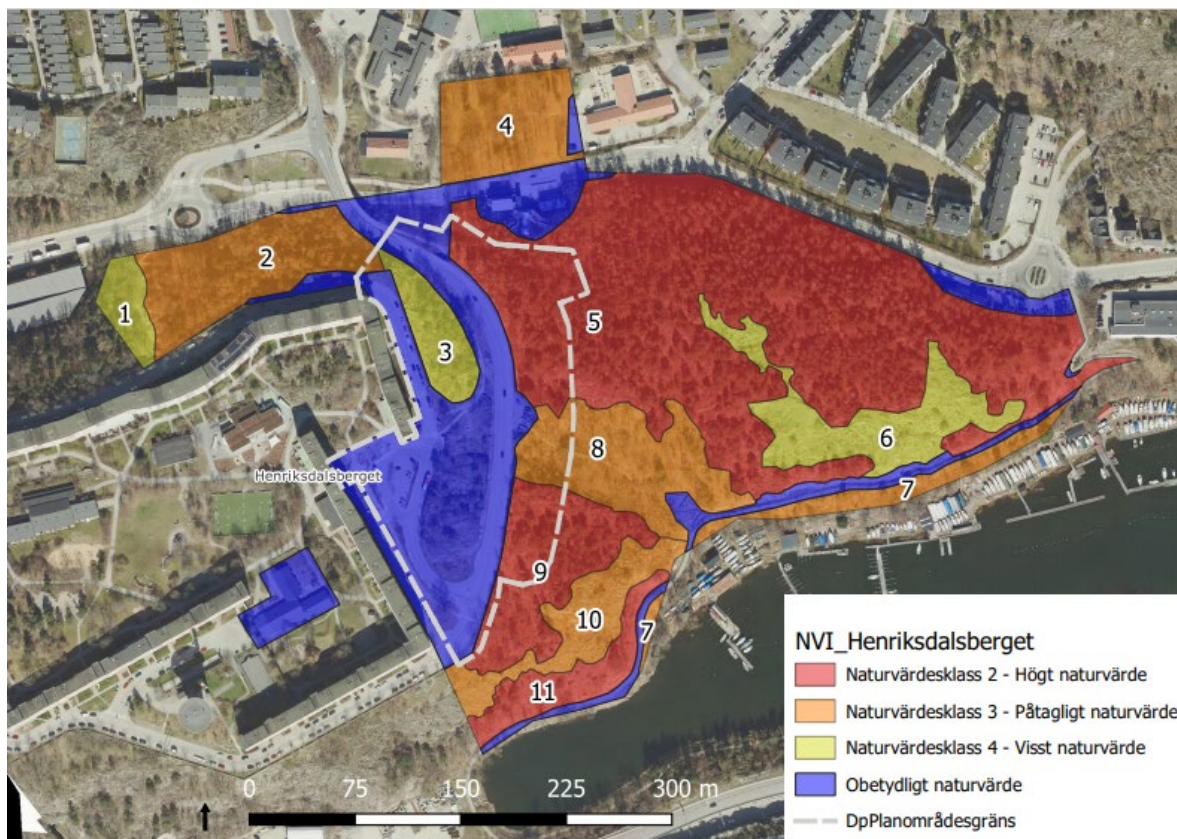 4
2
1
5
3
6
8
Henriksdalsberget
7
9
10
7
11
0 75 150 225 300 m
NVI_Henriksdalsberget
Naturvärdesklass 2 - Högt naturvärde
Naturvärdesklass 3 - Påtagligt naturvärde
Naturvärdesklass 4 - Visst naturvärde
Obetydligt naturvärde
DpPlanområdesgräns